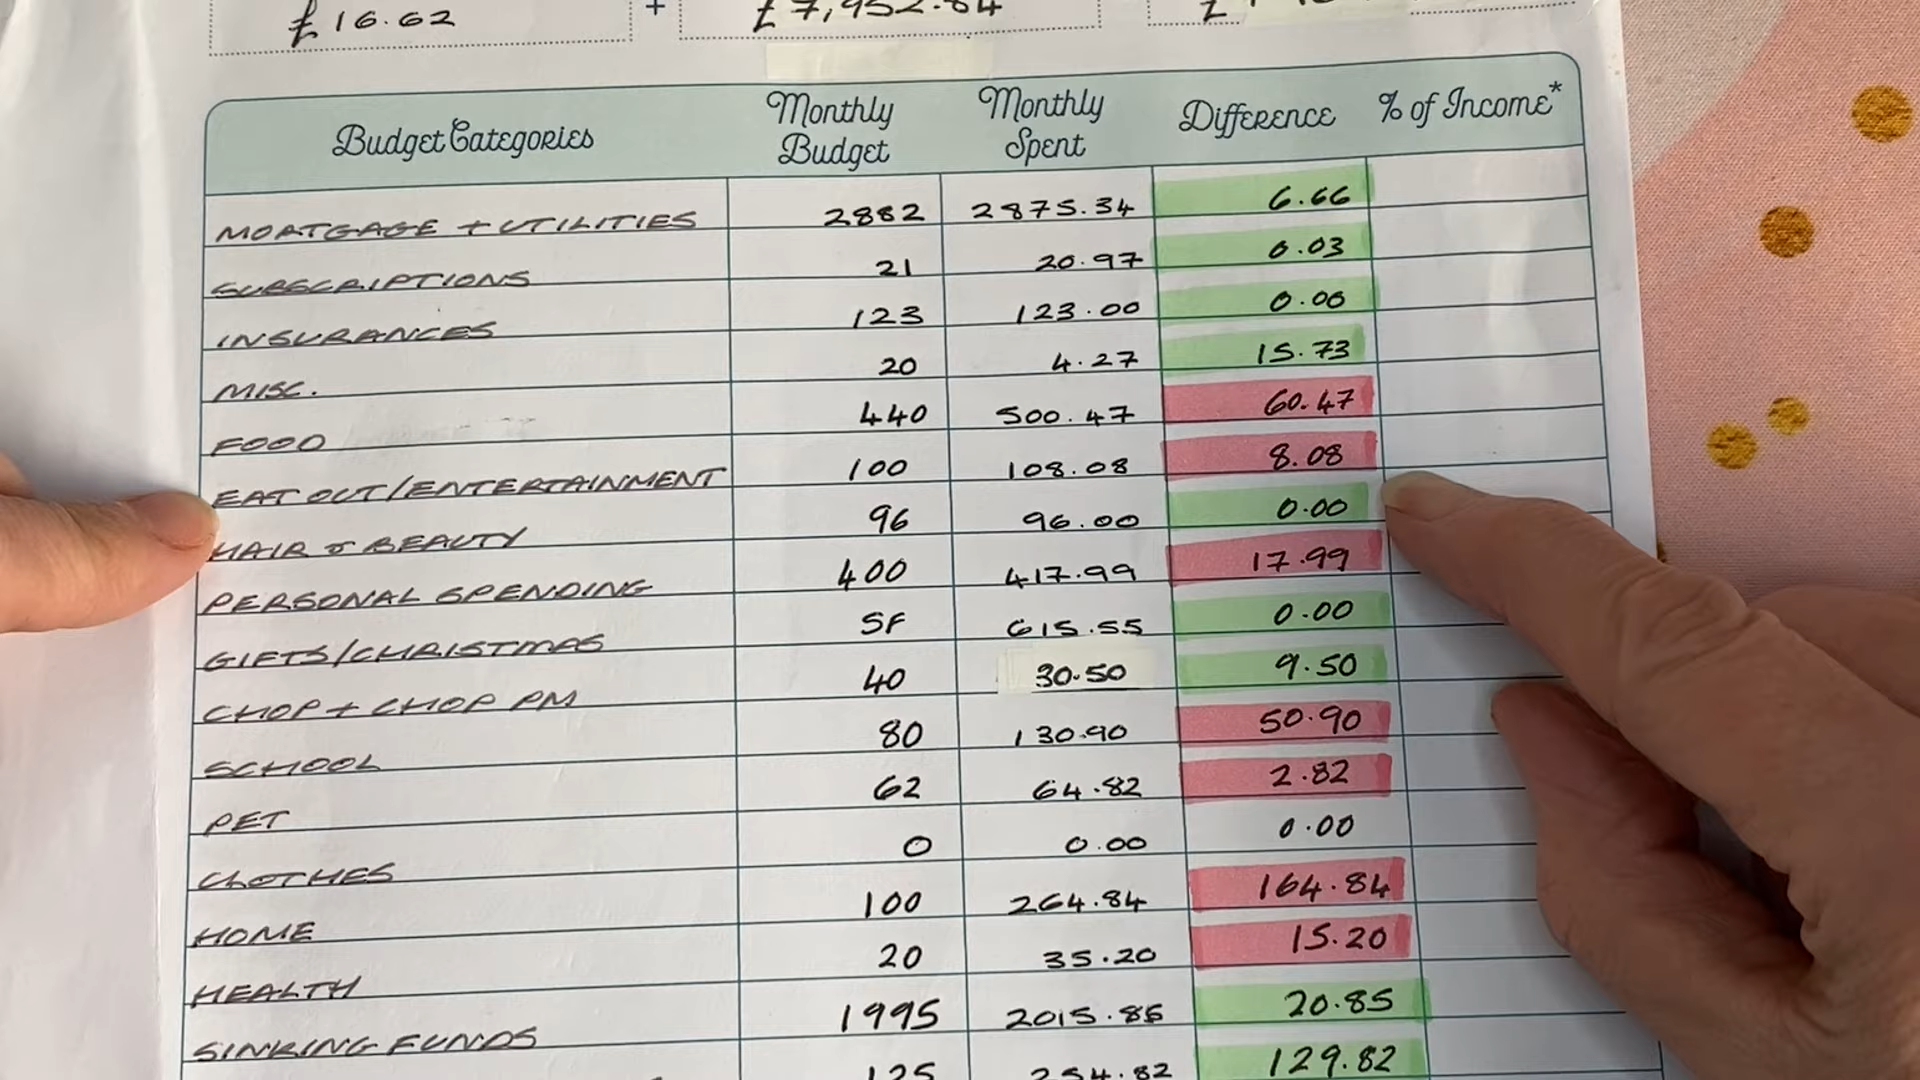 £16.62 + £7,952.84 £
Budget Categories Monthly Budget Monthly Spent Difference % of Income*
MORTGAGE + UTILITIES 2882 2875.34 6.66
SUBSCRIPTIONS 21 20.97 0.03
INSURANCES 123 123.00 0.00
MISC. 20 4.27 15.73
FOOD 440 500.47 60.47
EAT OUT/ENTERTAINMENT 100 108.08 8.08
HAIR & BEAUTY 96 96.00 0.00
PERSONAL SPENDING 400 417.99 17.99
GIFTS/CHRISTMAS SF 615.55 0.00
CHOP + CHOP PM 40 30.50 9.50
SCHOOL 80 130.90 50.90
PET 62 64.82 2.82
CLOTHES 0 0.00 0.00
HOME 100 264.84 164.84
HEALTH 20 35.20 15.20
SINKING FUNDS 1995 2015.85 20.85
125 254.82 129.82